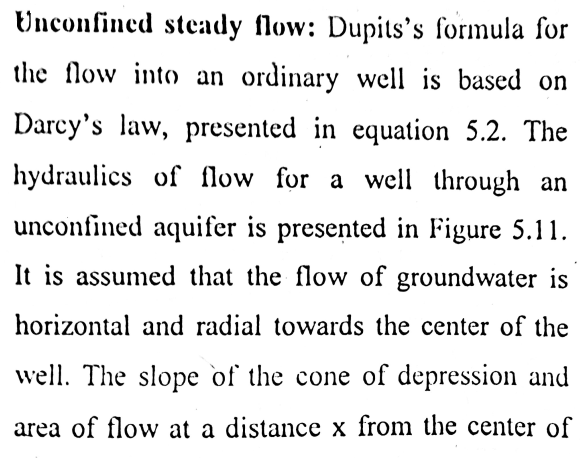 Unconfined steady flow: Dupits's formula for
the flow into an ordinary well is based on
Darcy's law, presented in equation 5.2. The
hydraulics of flow for a well through an
unconfined aquifer is presented in Figure 5.11.
It is assumed that the flow of groundwater is
horizontal and radial towards the center of the
well. The slope of the cone of depression and
area of flow at a distance x from the center of